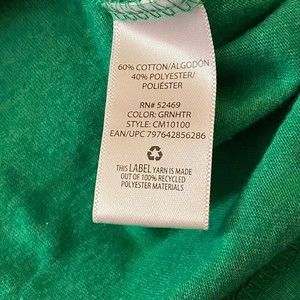 60% COTTON/ALGODÓN
40% POLYESTER/
POLIÉSTER
RN# 52469
COLOR: GRNHTR
STYLE: CM10100
EAN/UPC 797642856286
THIS LABEL YARN IS MADE
OUT OF 100% RECYCLED
POLYESTER MATERIALS